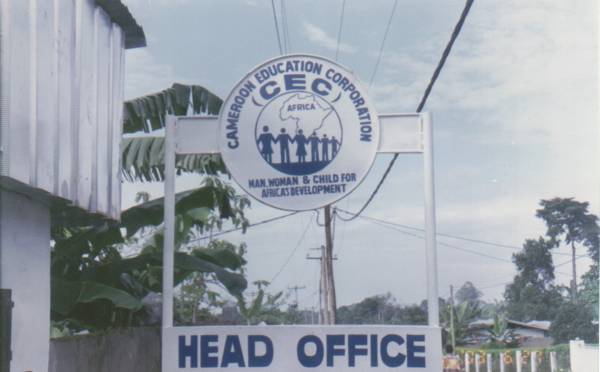 CAMEROON EDUCATION CORPORATION
(CEC)
AFRICA
MAN, WOMAN & CHILD FOR
AFRICA'S DEVELOPMENT
HEAD OFFICE